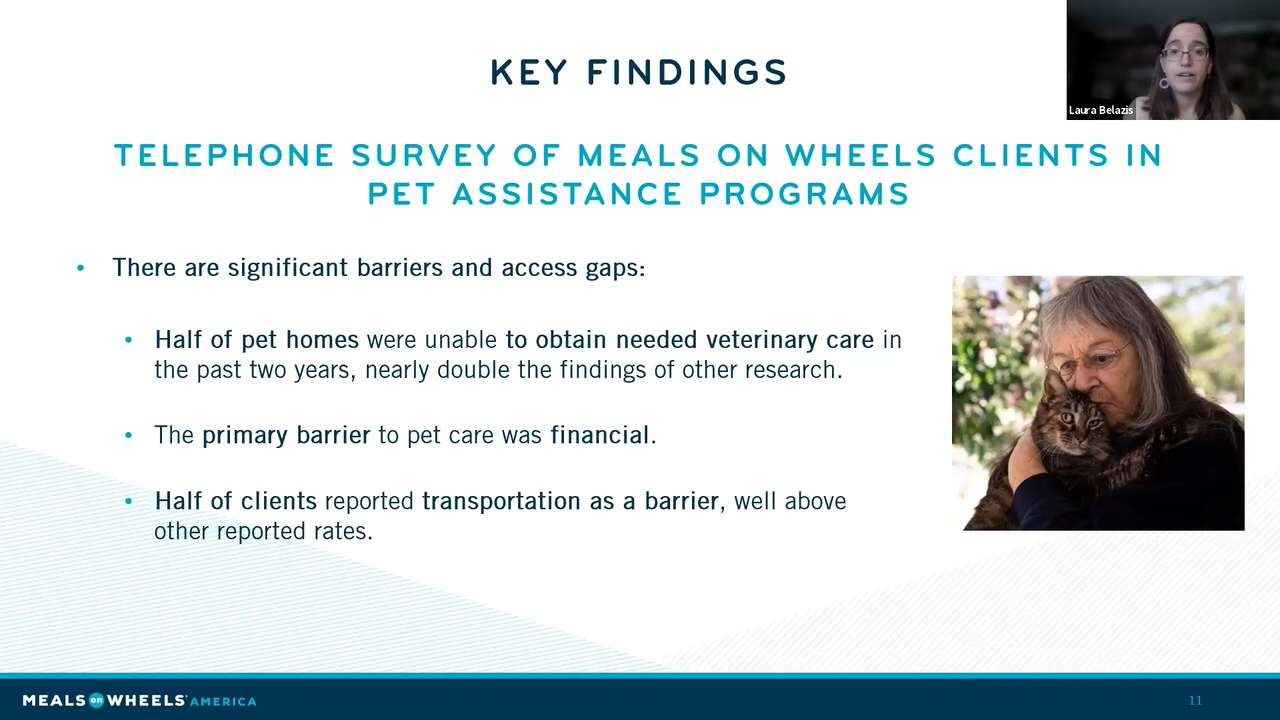 KEY FINDINGS
Laura Belazis
TELEPHONE SURVEY OF MEALS ON WHEELS CLIENTS IN
PET ASSISTANCE PROGRAMS
• There are significant barriers and access gaps:
• Half of pet homes were unable to obtain needed veterinary care in
the past two years, nearly double the findings of other research.
• The primary barrier to pet care was financial.
• Half of clients reported transportation as a barrier, well above
other reported rates.
MEALS on WHEELS AMERICA
11